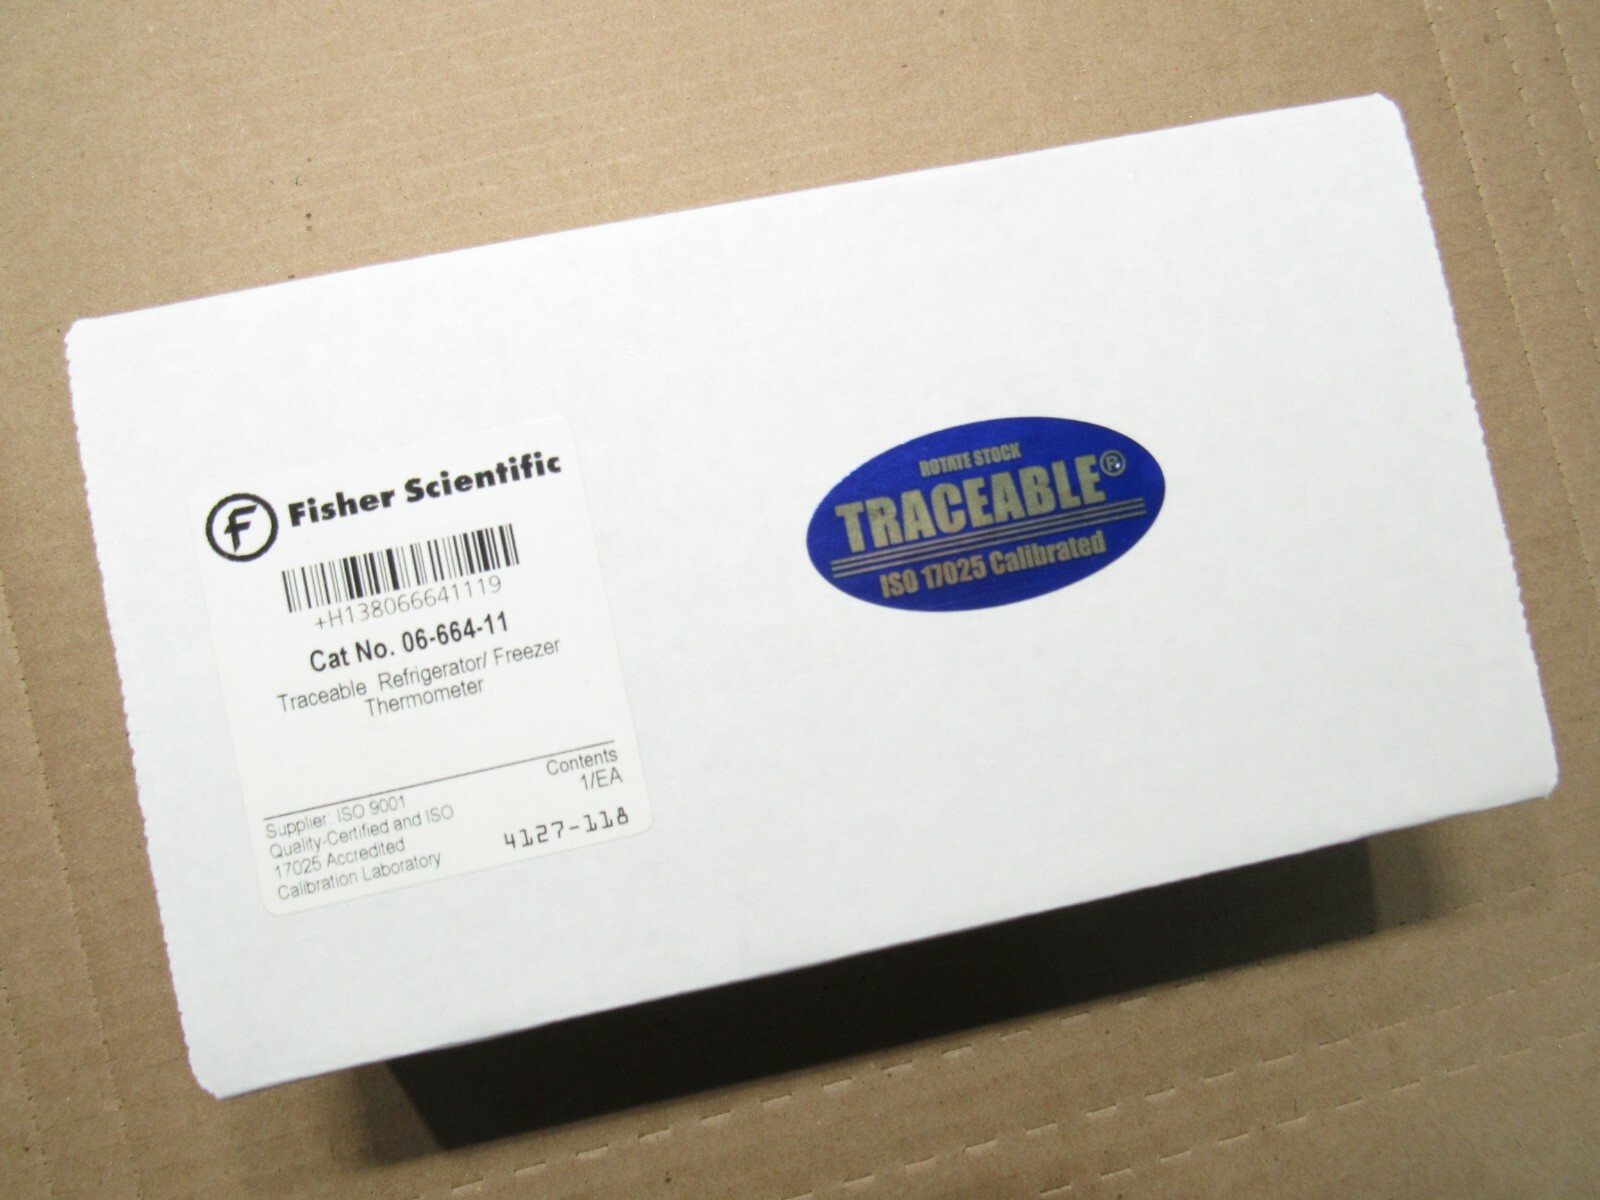 F Fisher Scientific
+H138066641119
Cat No. 06-664-11
Traceable Refrigerator/ Freezer
Thermometer
Contents
1/EA
Supplier: ISO 9001
Quality-Certified and ISO
17025 Accredited
Calibration Laboratory
4127-118
ROTATE STOCK
TRACEABLE®
ISO 17025 Calibrated